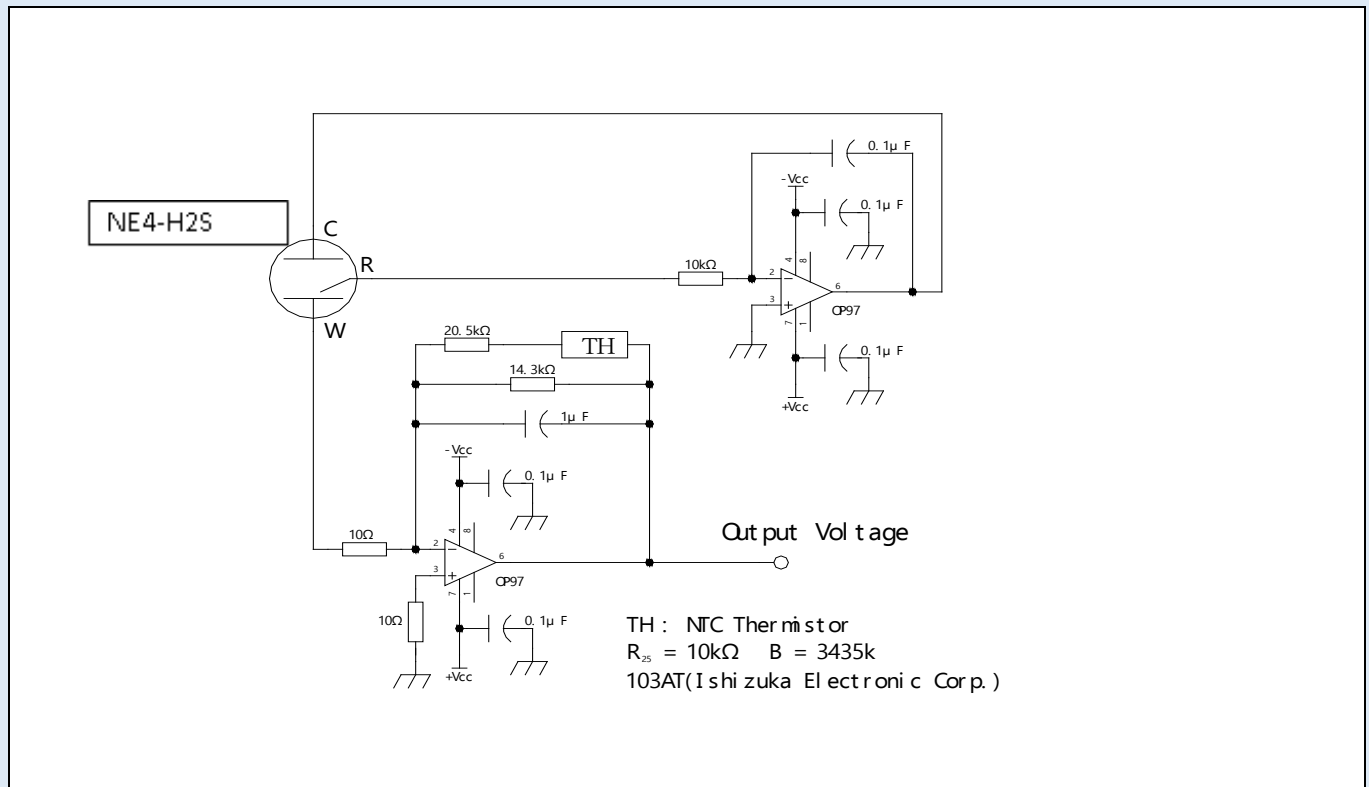 0.1µF
-Vcc
NE4-H2S
C
0.1µF
R
10kΩ
4
8
2
6
3
OP97
7
1
W
20.5kΩ
TH
0.1µF
14.3kΩ
+Vcc
1µF
-Vcc
0.1µF
10Ω
4
8
Output Voltage
2
6
3
OP97
7
1
10Ω
0.1µF
+Vcc
TH: NTC Thermistor
R25 = 10kΩ B = 3435k
103AT(Ishizuka Electronic Corp.)